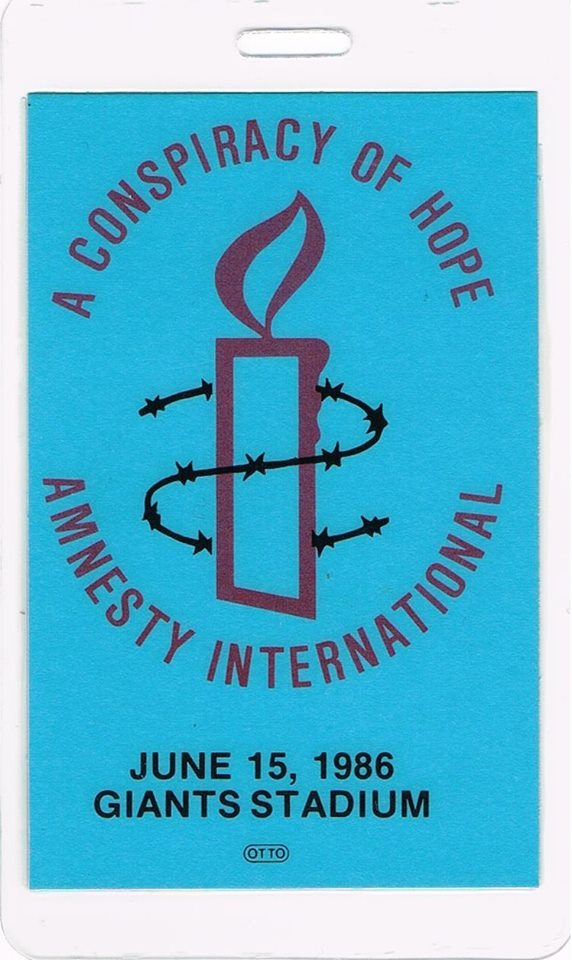 A CONSPIRACY OF HOPE
AMNESTY INTERNATIONAL
JUNE 15, 1986
GIANTS STADIUM
OTTO